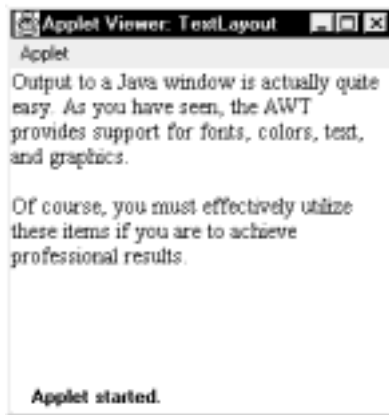 Applet Viewer: TextLayout
Applet
Output to a Java window is actually quite
easy. As you have seen, the AWT
provides support for fonts, colors, text,
and graphics.
Of course, you must effectively utilize
these items if you are to achieve
professional results.
Applet started.